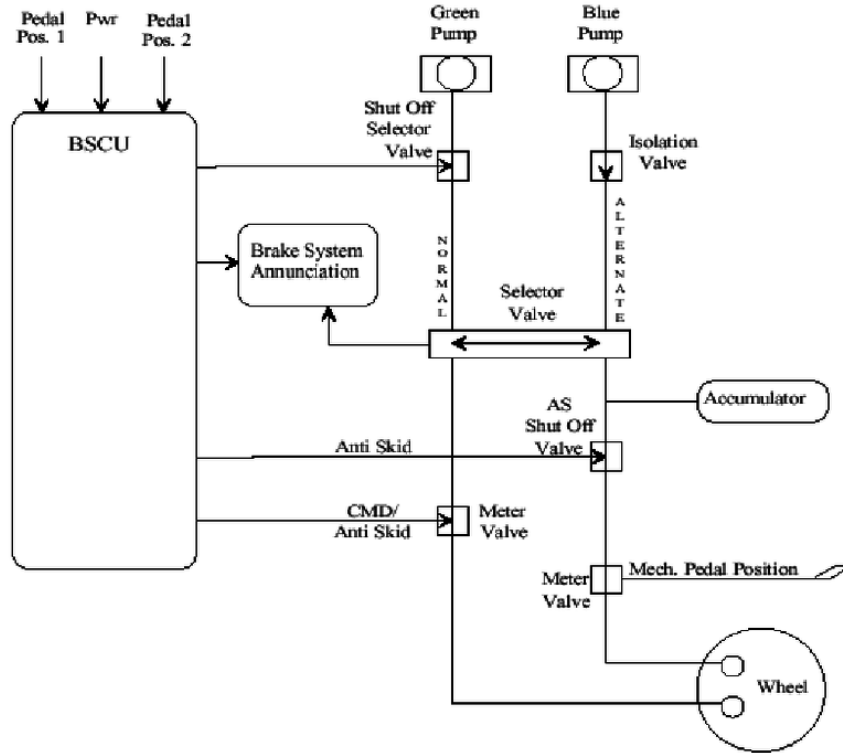 Pedal
Pos. 1
Pwr
Pedal
Pos. 2
Green
Pump
Blue
Pump
BSCU
Shut Off
Selector
Valve
Isolation
Valve
Brake System
Annunciation
NORMAL
ALTERNATE
Selector
Valve
Accumulator
AS
Shut Off
Valve
Anti Skid
CMD/
Anti Skid
Meter
Valve
Meter
Valve
Mech. Pedal Position
Wheel